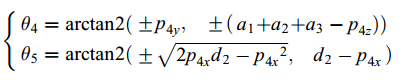 θ4 = arctan2( ±P4y, ±(a1+a2+a3 − P4z))
θ5 = arctan2( ±√(2P4xd2 − P4x²), d2 − P4x )